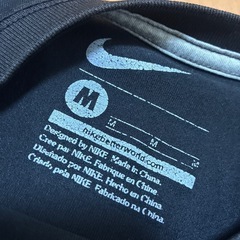 M
M M M M
nikebetterworld.com
Designed by NIKE. Made in China.
Créé par NIKE. Fabriqué en Chine.
Diseñado por NIKE. Hecho en China.
Criado pela NIKE. Fabricado na China.